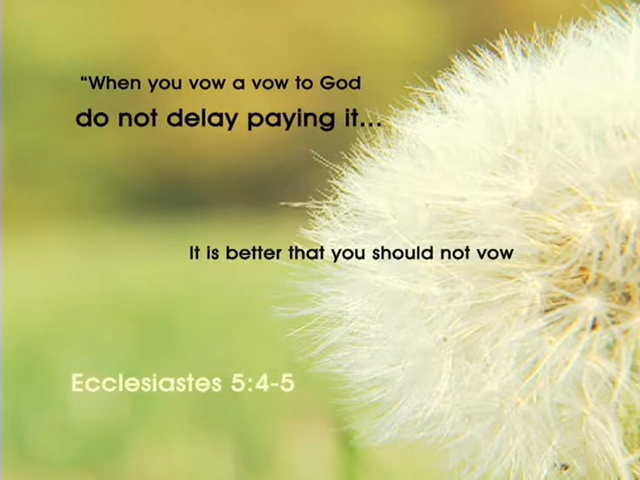 “When you vow a vow to God
do not delay paying it...
It is better that you should not vow
Ecclesiastes 5:4-5